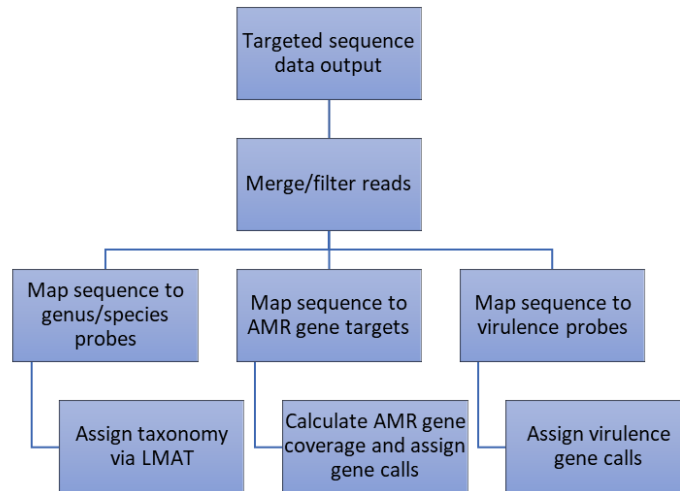 Targeted sequence
data output
Merge/filter reads
Map sequence to
genus/species
probes
Map sequence to
AMR gene targets
Map sequence to
virulence probes
Assign taxonomy
via LMAT
Calculate AMR gene
coverage and assign
gene calls
Assign virulence
gene calls